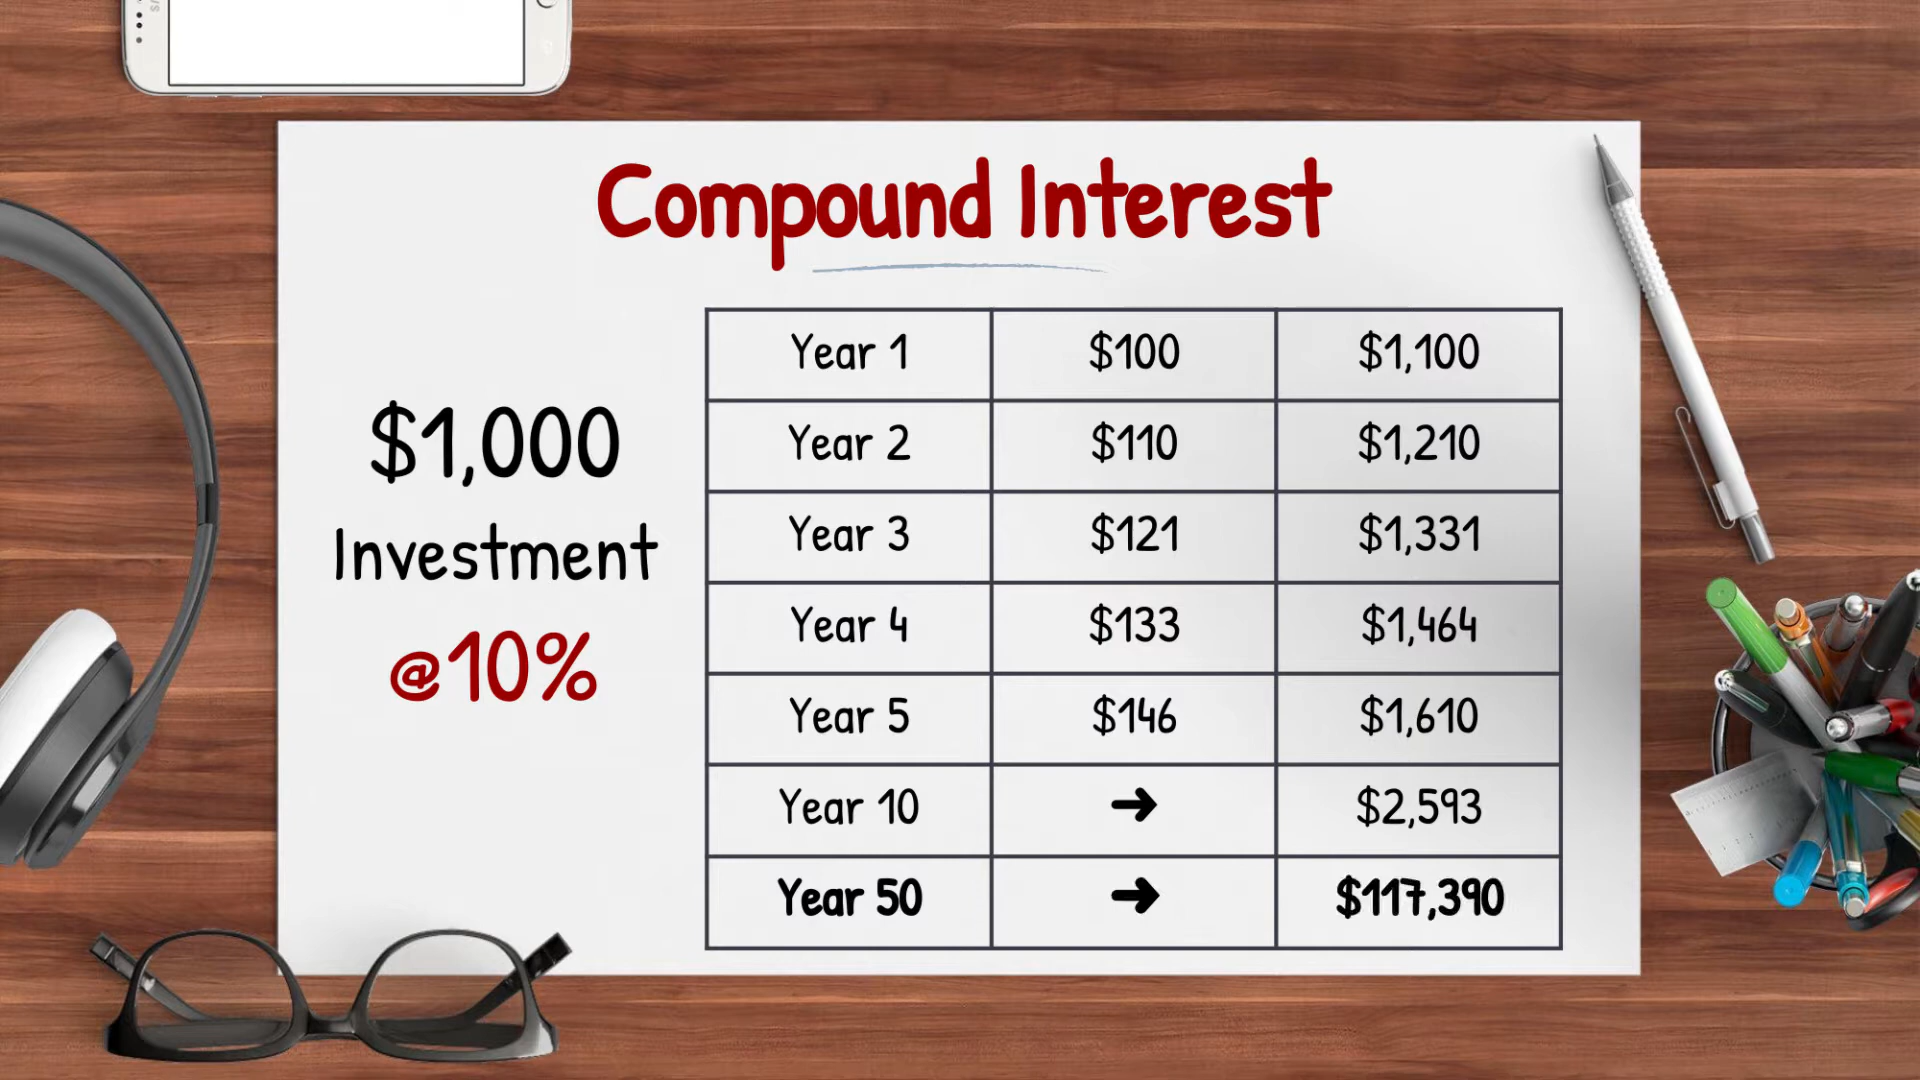 Compound Interest
$1,000
Investment
@10%
Year 1 $100 $1,100
Year 2 $110 $1,210
Year 3 $121 $1,331
Year 4 $133 $1,464
Year 5 $146 $1,610
Year 10 → $2,593
Year 50 → $117,390